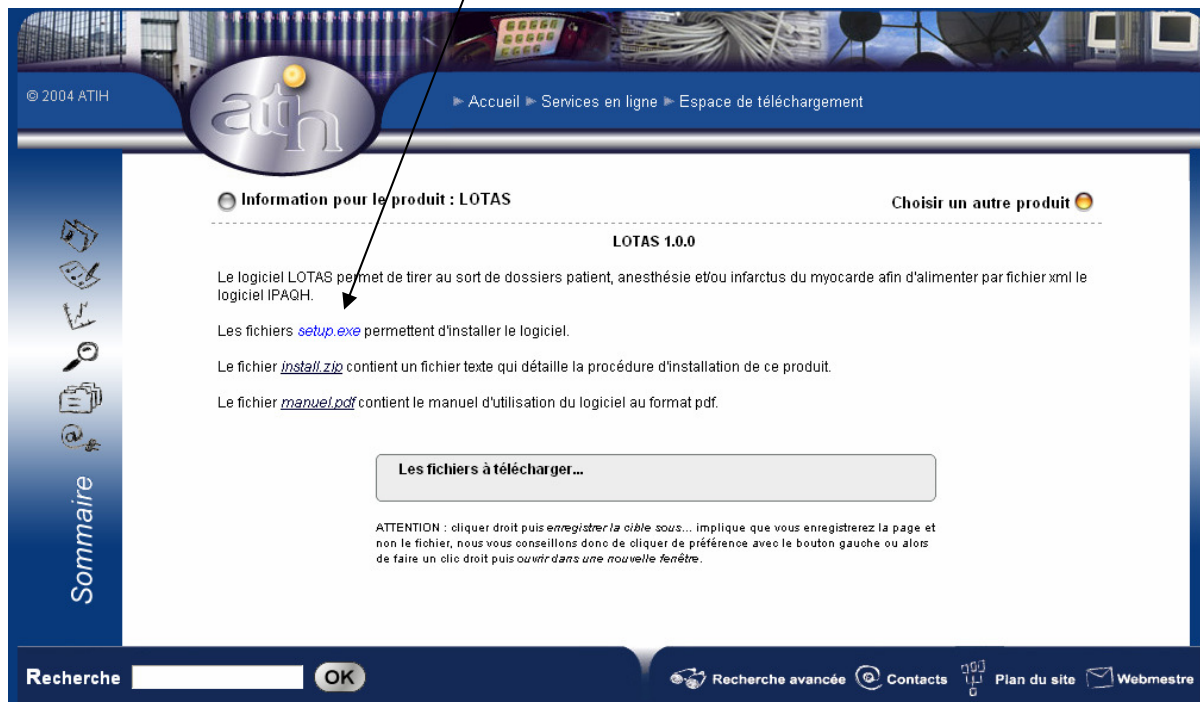 © 2004 ATIH
atih
Accueil Services en ligne Espace de téléchargement
Information pour le produit : LOTAS
Choisir un autre produit
LOTAS 1.0.0
Le logiciel LOTAS permet de tirer au sort de dossiers patient, anesthésie et/ou infarctus du myocarde afin d'alimenter par fichier xml le
logiciel IPAQH.
Les fichiers setup.exe permettent d'installer le logiciel.
Le fichier install.zip contient un fichier texte qui détaille la procédure d'installation de ce produit.
Le fichier manuel.pdf contient le manuel d'utilisation du logiciel au format pdf.
Les fichiers à télécharger...
ATTENTION : cliquer droit puis enregistrer la cible sous... implique que vous enregistrerez la page et
non le fichier, nous vous conseillons donc de cliquer de préférence avec le bouton gauche ou alors
de faire un clic droit puis ouvrir dans une nouvelle fenêtre.
Sommaire
Recherche
OK
Recherche avancée
Contacts
Plan du site
Webmestre